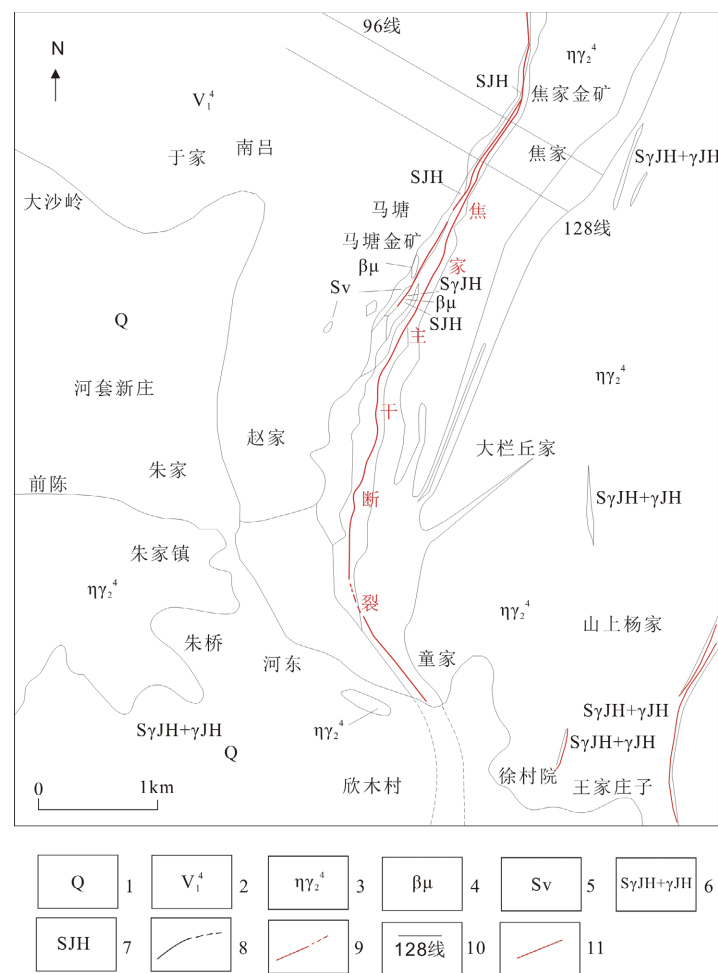 96线
N
ηγ₂⁴
SJH
焦家金矿
V₁⁴
南吕
于家
焦家
SγJH+γJH
SJH
大沙岭
马塘
焦
128线
马塘金矿
βμ
家
Sv
SγJH
βμ
SJH
Q
主
ηγ₂⁴
河套新庄
干
赵家
大栏丘家
朱家
前陈
断
SγJH+γJH
朱家镇
ηγ₂⁴
裂
ηγ₂⁴
山上杨家
朱桥
河东
童家
SγJH+γJH
SγJH+γJH
ηγ₂⁴
SγJH+γJH
Q
徐村院
欣木村
王家庄子
0 1km
Q 1 V₁⁴ 2 ηγ₂⁴ 3 βμ 4 Sv 5 SγJH+γJH 6
SJH 7 8 9 128线 10 11